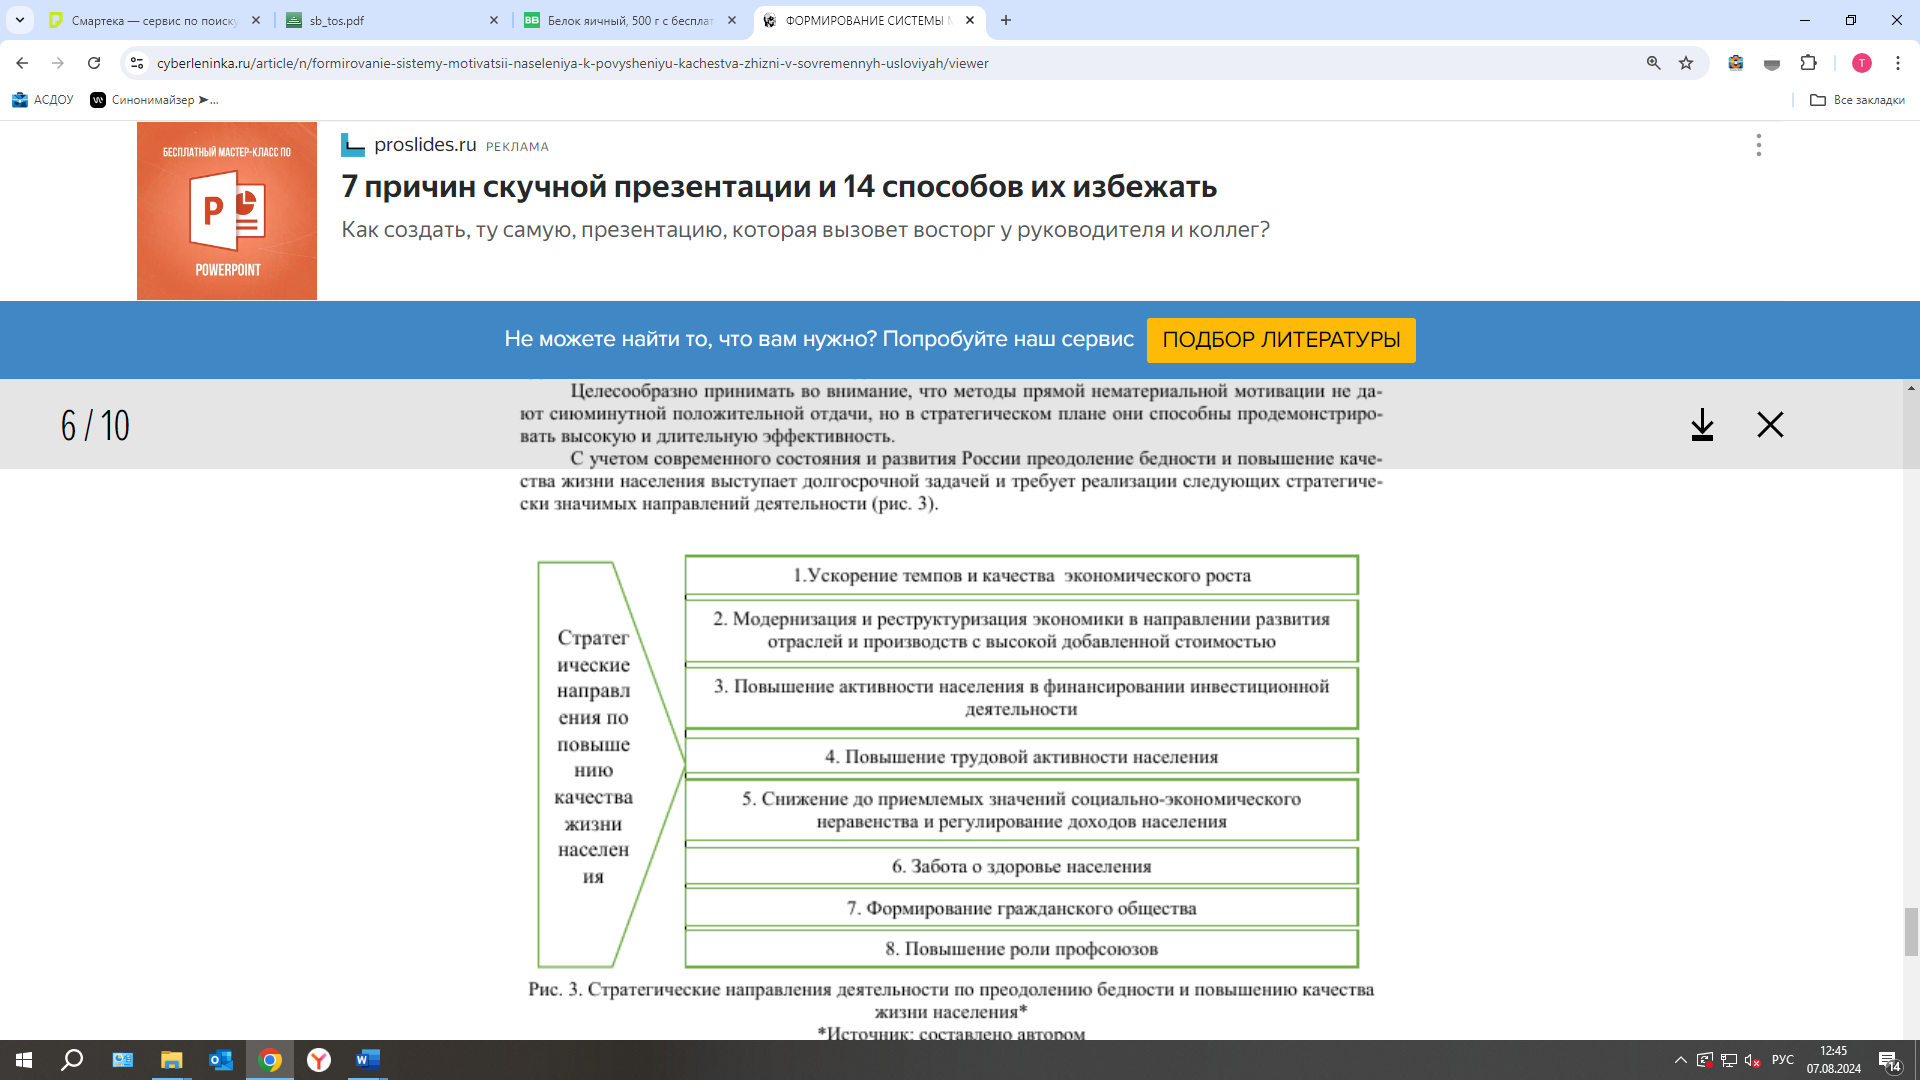 Смартека — сервис по поиску
sb_tos.pdf
Белок яичный, 500 г с бесплат
ФОРМИРОВАНИЕ СИСТЕМЫ М
cyberleninka.ru/article/n/formirovanie-sistemy-motivatsii-naseleniya-k-povysheniyu-kachestva-zhizni-v-sovremennyh-usloviyah/viewer
АСДОУ
Синонимайзер ➤...
Все закладки
БЕСПЛАТНЫЙ МАСТЕР-КЛАСС ПО
POWERPOINT
proslides.ru РЕКЛАМА
7 причин скучной презентации и 14 способов их избежать
Как создать, ту самую, презентацию, которая вызовет восторг у руководителя и коллег?
Не можете найти то, что вам нужно? Попробуйте наш сервис ПОДБОР ЛИТЕРАТУРЫ
6 / 10
Целесообразно принимать во внимание, что методы прямой нематериальной мотивации не да-
ют сиюминутной положительной отдачи, но в стратегическом плане они способны продемонстриро-
вать высокую и длительную эффективность.
С учетом современного состояния и развития России преодоление бедности и повышение каче-
ства жизни населения выступает долгосрочной задачей и требует реализации следующих стратегиче-
ски значимых направлений деятельности (рис. 3).
Стратег
ические
направл
ения по
повыше
нию
качества
жизни
населен
ия
1.Ускорение темпов и качества экономического роста
2. Модернизация и реструктуризация экономики в направлении развития
отраслей и производств с высокой добавленной стоимостью
3. Повышение активности населения в финансировании инвестиционной
деятельности
4. Повышение трудовой активности населения
5. Снижение до приемлемых значений социально-экономического
неравенства и регулирование доходов населения
6. Забота о здоровье населения
7. Формирование гражданского общества
8. Повышение роли профсоюзов
Рис. 3. Стратегические направления деятельности по преодолению бедности и повышению качества
жизни населения*
*Источник: составлено автором
РУС
12:45
07.08.2024
14